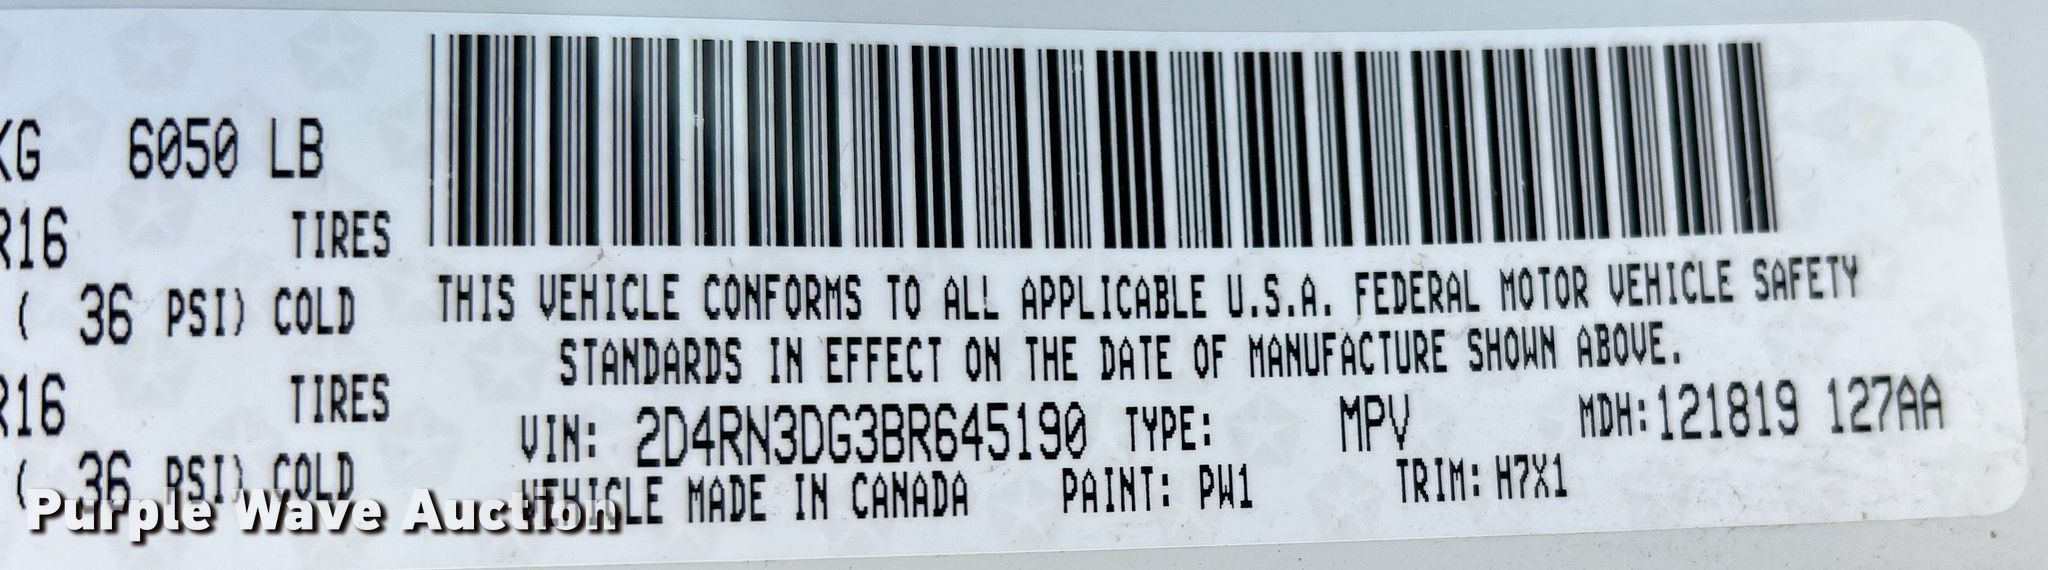 KG 6050 LB
R16 TIRES
( 36 PSI) COLD
R16 TIRES
( 36 PSI) COLD
THIS VEHICLE CONFORMS TO ALL APPLICABLE U.S.A. FEDERAL MOTOR VEHICLE SAFETY
STANDARDS IN EFFECT ON THE DATE OF MANUFACTURE SHOWN ABOVE.
VIN: 2D4RN3DG3BR645190 TYPE: MPV MDH:121819 127AA
VEHICLE MADE IN CANADA PAINT: PW1 TRIM: H7X1
Purple Wave Auction